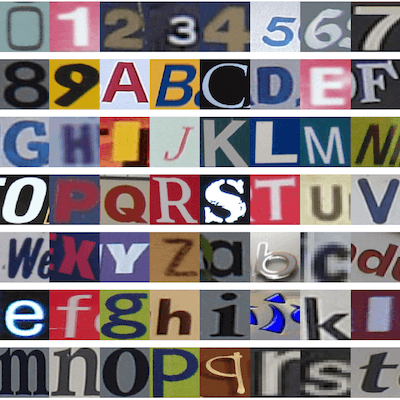 0 1 2 3 4 5 6 7
8 9 A B C D E F
G H I J K L M N
O P Q R S T U V
W X Y Z a b c d
e f g h i j k l
m n o p q r s t